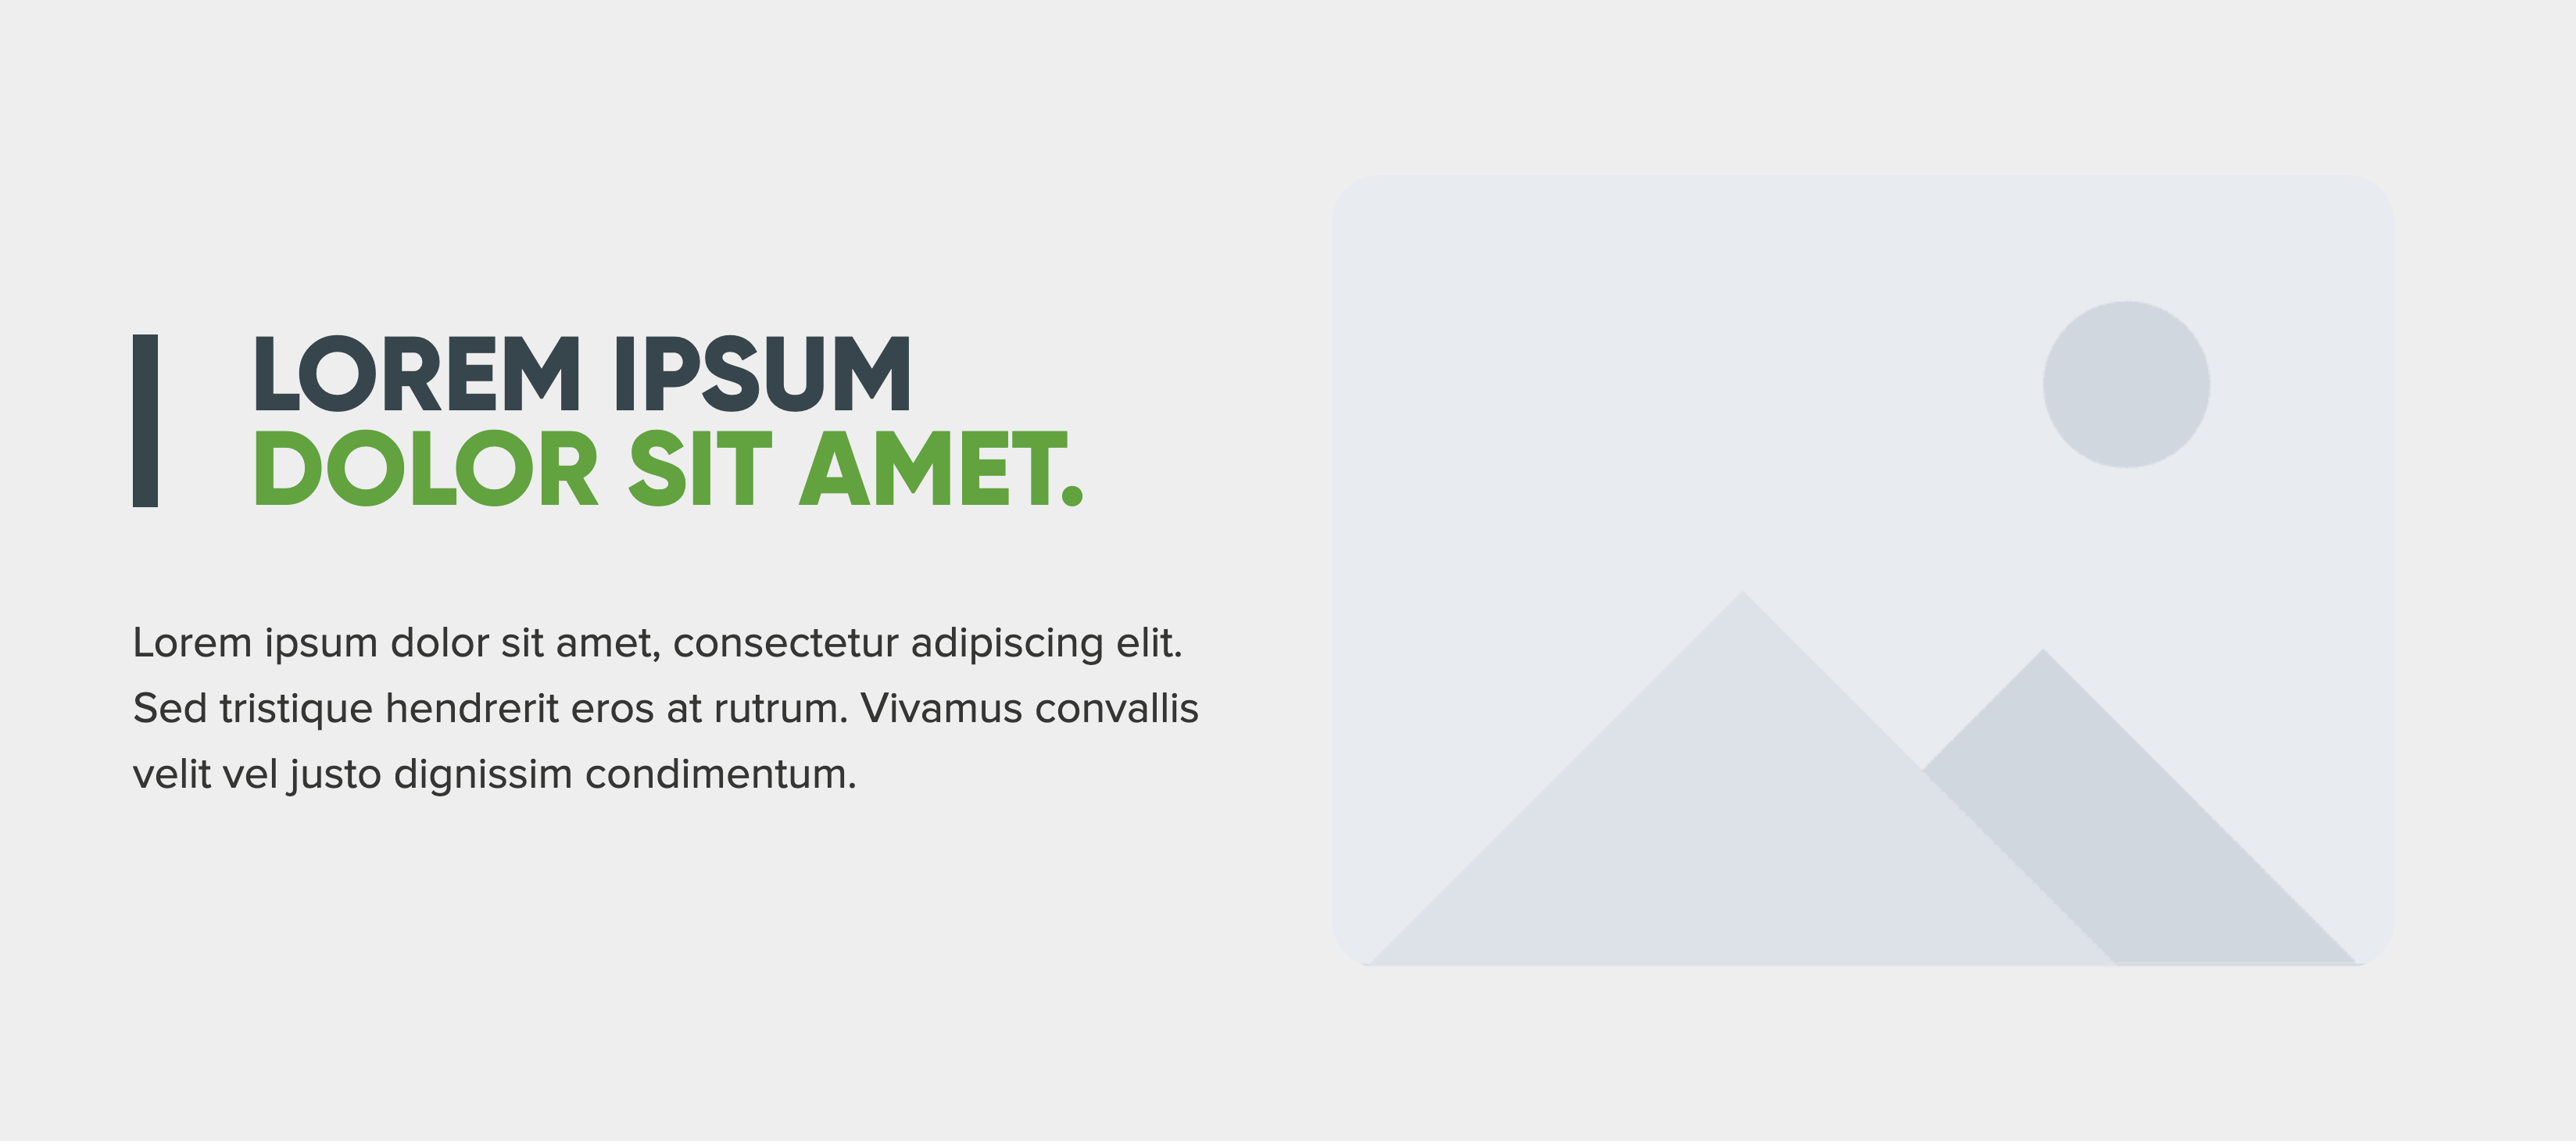 LOREM IPSUM
DOLOR SIT AMET.
Lorem ipsum dolor sit amet, consectetur adipiscing elit.
Sed tristique hendrerit eros at rutrum. Vivamus convallis
velit vel justo dignissim condimentum.